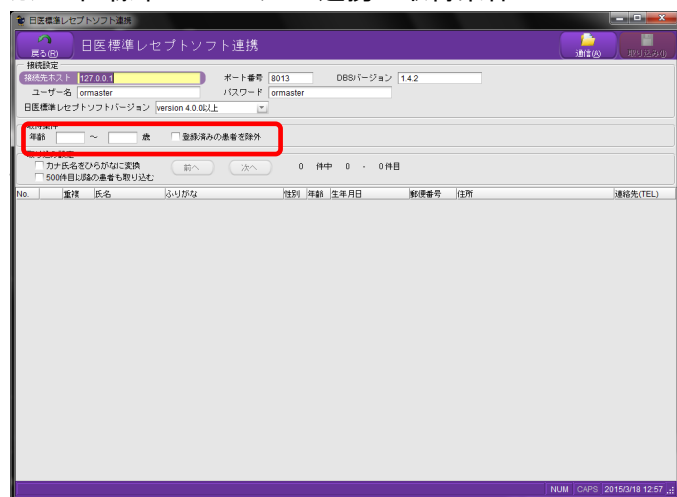 日医標準レセプトソフト連携
戻る(R) 日医標準レセプトソフト連携 通信(A) 取り込み(I)
接続設定
接続先ホスト 127.0.0.1 ポート番号 8013 DBSバージョン 1.4.2
ユーザー名 ormaster パスワード ormaster
日医標準レセプトソフトバージョン version 4.0.0以上
年齢 ～ 歳 登録済みの患者を除外
カナ氏名をひらがなに変換 前へ 次へ 0 件中 0 - 0 件目
500件目以降の患者も取り込む
No. 重複 氏名 ふりがな 性別 年齢 生年月日 郵便番号 住所 連絡先(TEL)
NUM CAPS 2015/3/18 12:57